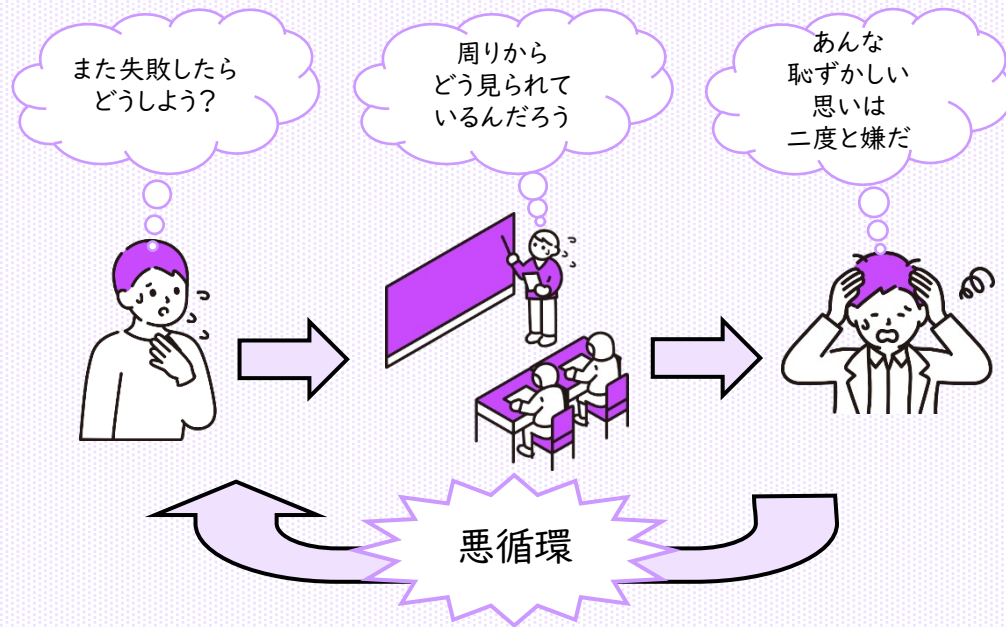 また失敗したら
どうしよう?
周りから
どう見られて
いるんだろう
あんな
恥ずかしい
思いは
二度と嫌だ
悪循環